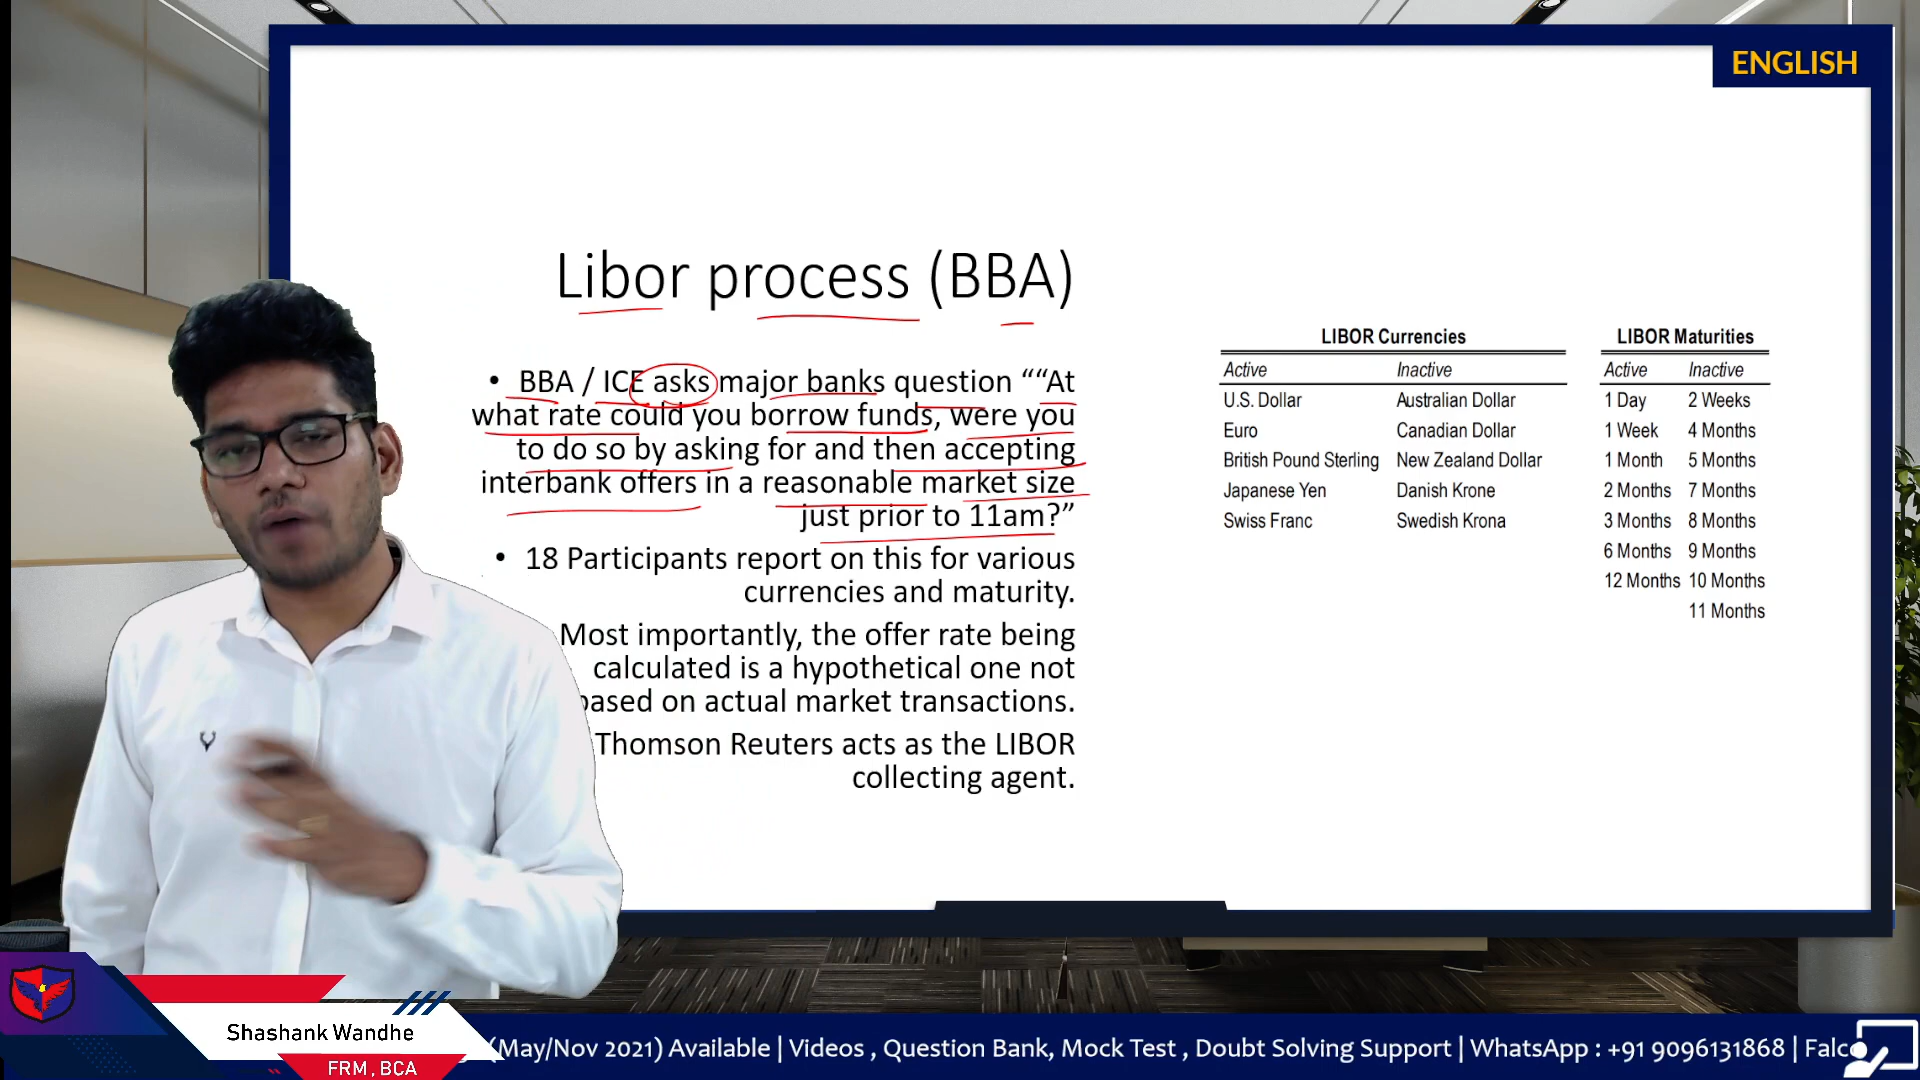 ENGLISH
Libor process (BBA)
• BBA / ICE asks major banks question ““At
what rate could you borrow funds, were you
to do so by asking for and then accepting
interbank offers in a reasonable market size
just prior to 11am?”
• 18 Participants report on this for various
currencies and maturity.
Most importantly, the offer rate being
calculated is a hypothetical one not
based on actual market transactions.
Thomson Reuters acts as the LIBOR
collecting agent.
LIBOR Currencies
Active Inactive
U.S. Dollar Australian Dollar
Euro Canadian Dollar
British Pound Sterling New Zealand Dollar
Japanese Yen Danish Krone
Swiss Franc Swedish Krona
LIBOR Maturities
Active Inactive
1 Day 2 Weeks
1 Week 4 Months
1 Month 5 Months
2 Months 7 Months
3 Months 8 Months
6 Months 9 Months
12 Months 10 Months
11 Months
Shashank Wandhe
FRM, BCA
(May/Nov 2021) Available | Videos , Question Bank, Mock Test , Doubt Solving Support | WhatsApp : +91 9096131868 |